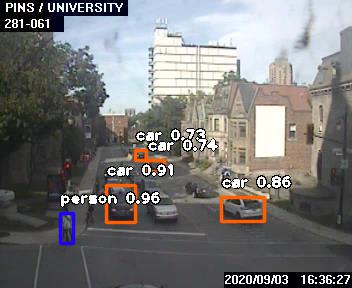 PINS / UNIVERSITY
281-061
car 0.73
car 0.74
car 0.91
car 0.86
person 0.96
2020/09/03 16:36:27